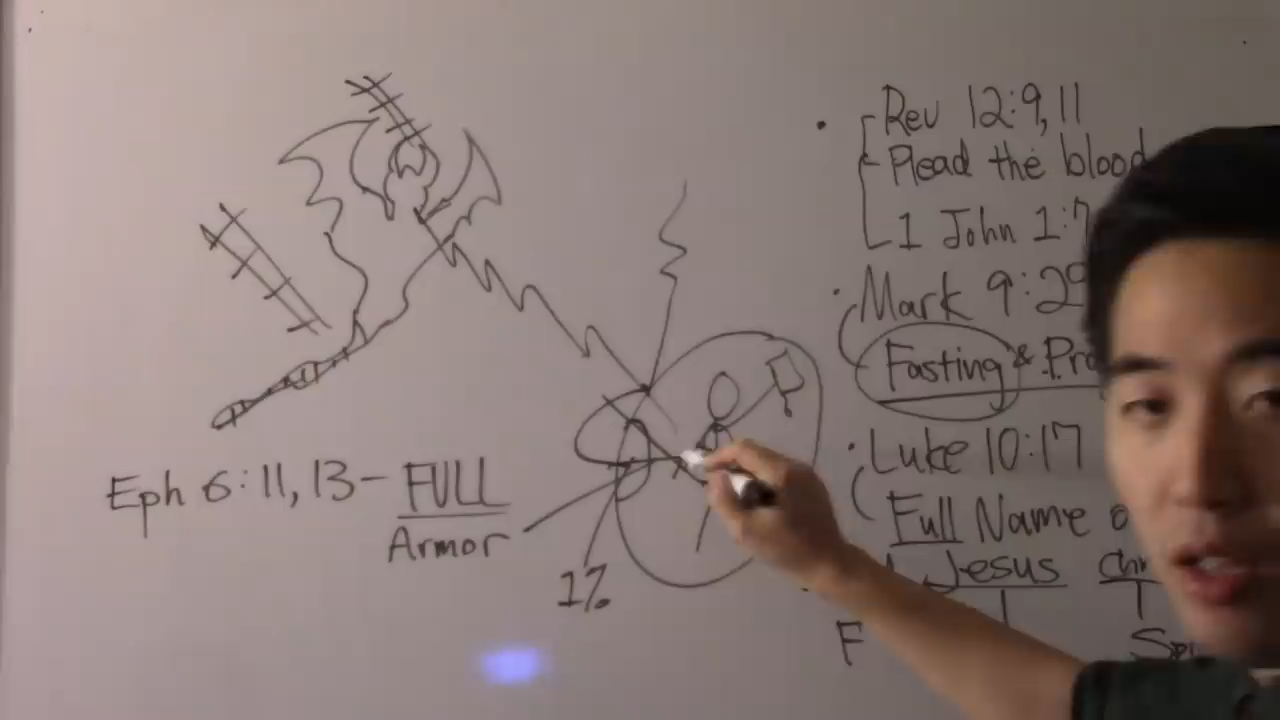 Rev 12:9,11
Plead the blood
1 John 1:7
Mark 9:29
Fasting &
Luke 10:17
Full Name
Jesus
Eph 6:11, 13 - FULL
Armor
1%
F